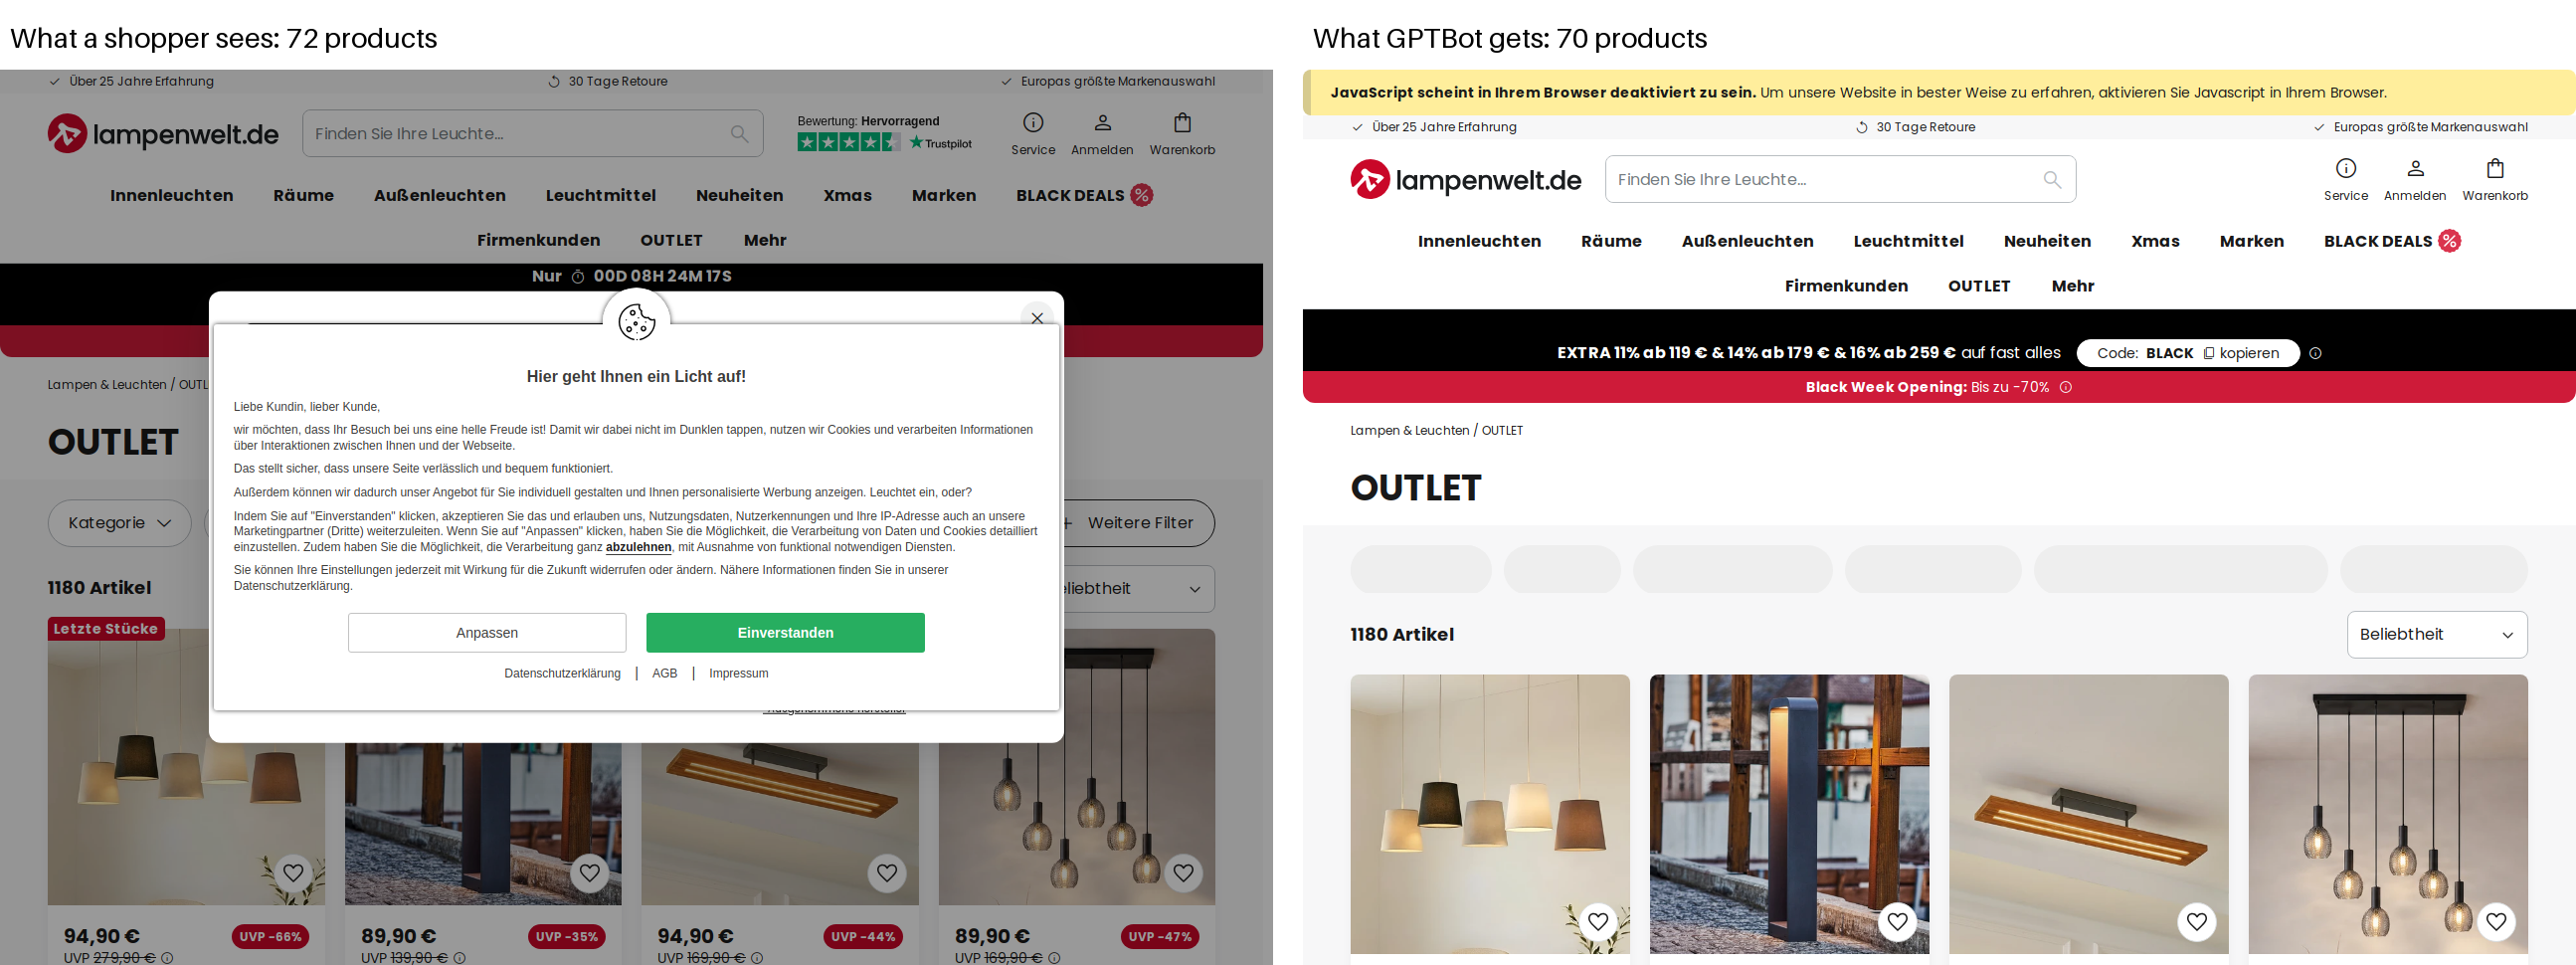 What a shopper sees: 72 products
Über 25 Jahre Erfahrung
30 Tage Retoure
Europas größte Markenauswahl
lampenwelt.de
Finden Sie Ihre Leuchte...
Bewertung: Hervorragend
Trustpilot
Service
Anmelden
Warenkorb
Innenleuchten Räume Außenleuchten Leuchtmittel Neuheiten Xmas Marken BLACK DEALS %
Firmenkunden OUTLET Mehr
Nur 00D 08H 24M 17S
Lampen & Leuchten / OUTL
OUTLET
Kategorie
Weitere Filter
1180 Artikel
Letzte Stücke
Hier geht Ihnen ein Licht auf!
Liebe Kundin, lieber Kunde,
wir möchten, dass Ihr Besuch bei uns eine helle Freude ist! Damit wir dabei nicht im Dunklen tappen, nutzen wir Cookies und verarbeiten Informationen
über Interaktionen zwischen Ihnen und der Webseite.
Das stellt sicher, dass unsere Seite verlässlich und bequem funktioniert.
Außerdem können wir dadurch unser Angebot für Sie individuell gestalten und Ihnen personalisierte Werbung anzeigen. Leuchtet ein, oder?
Indem Sie auf "Einverstanden" klicken, akzeptieren Sie das und erlauben uns, Nutzungsdaten, Nutzerkennungen und Ihre IP-Adresse auch an unsere
Marketingpartner (Dritte) weiterzuleiten. Wenn Sie auf "Anpassen" klicken, haben Sie die Möglichkeit, die Verarbeitung von Daten und Cookies detailliert
einzustellen. Zudem haben Sie die Möglichkeit, die Verarbeitung ganz abzulehnen, mit Ausnahme von funktional notwendigen Diensten.
Sie können Ihre Einstellungen jederzeit mit Wirkung für die Zukunft widerrufen oder ändern. Nähere Informationen finden Sie in unserer
Datenschutzerklärung.
Anpassen
Einverstanden
Datenschutzerklärung | AGB | Impressum
94,90 € UVP -66%
UVP 279,90 €
89,90 € UVP -35%
UVP 139,90 €
94,90 € UVP -44%
UVP 169,90 €
89,90 € UVP -47%
UVP 169,90 €
What GPTBot gets: 70 products
JavaScript scheint in Ihrem Browser deaktiviert zu sein. Um unsere Website in bester Weise zu erfahren, aktivieren Sie Javascript in Ihrem Browser.
Über 25 Jahre Erfahrung
30 Tage Retoure
Europas größte Markenauswahl
lampenwelt.de
Finden Sie Ihre Leuchte...
Service
Anmelden
Warenkorb
Innenleuchten Räume Außenleuchten Leuchtmittel Neuheiten Xmas Marken BLACK DEALS %
Firmenkunden OUTLET Mehr
EXTRA 11% ab 119 € & 14% ab 179 € & 16% ab 259 € auf fast alles
Code: BLACK kopieren
Black Week Opening: Bis zu -70%
Lampen & Leuchten / OUTLET
OUTLET
1180 Artikel
Beliebtheit